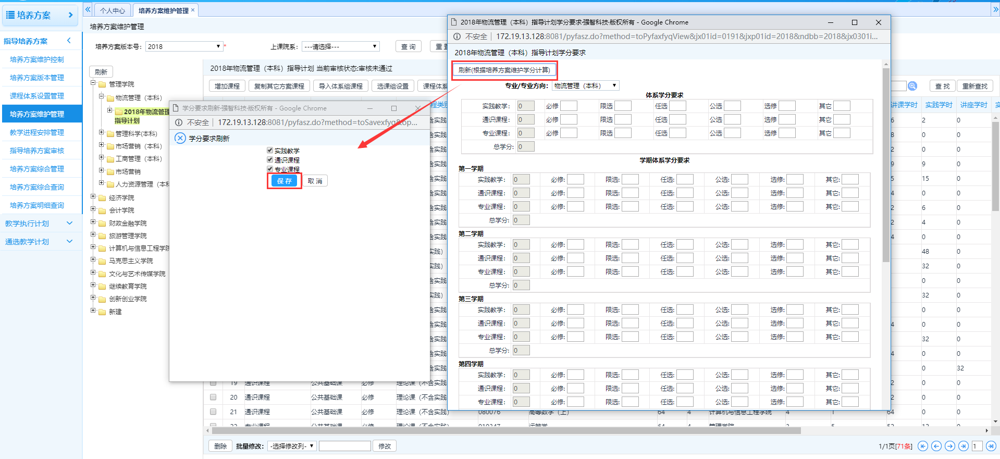 培养方案
个人中心
培养方案维护管理 ×
培养方案维护管理
指导培养方案
培养方案维护控制
培养方案版本管理
课程体系设置管理
培养方案维护管理
教学进程安排管理
指导培养方案审核
培养方案综合管理
培养方案综合查询
培养方案明细查询
教学执行计划
通选教学计划
培养方案版本号: 2018 *
上课院系: ---请选择---
查 询
刷新
管理学院
物流管理（本科）
2018年物流管理
指导计划
管理科学(本科)
市场营销（本科）
工商管理（本科）
市场营销
人力资源管理（本科
经济学院
会计学院
财政金融学院
旅游管理学院
计算机与信息工程学院
马克思主义学院
文化与艺术传媒学院
继续教育学院
创新创业学院
新建
2018年物流管理（本科）指导计划 当前审核状态:审核未通过
增加课程
复制其它方案课程
导入体系组课程
选课组设置
课程体系
查 找
重新查找
讲课学时 实践学时 讲座学时
学分要求刷新·强智科技·版权所有 - Google Chrome
不安全 172.19.13.128:8081/pyfasz.do?method=toSavexfyq&op...
学分要求刷新
实践教学
通识课程
专业课程
保 存
取 消
2018年物流管理（本科）指导计划学分要求·强智科技·版权所有 - Google Chrome
不安全 172.19.13.128:8081/pyfasz.do?method=toPyfaxfyqView&jx01id=0191&jxp01id=2018&ndbb=2018&jx0301i...
2018年物流管理（本科）指导计划学分要求
刷新(根据培养方案维护学分计算)
专业/专业方向: 物流管理（本科）
体系学分要求
实践教学: 0 必修 限选 任选 公选 选修 其它
通识课程: 0 必修 限选 任选 公选 选修 其它
专业课程: 0 必修 限选 任选 公选 选修 其它
总学分: 0
学期体系学分要求
第一学期
实践教学: 0 必修: 限选: 任选: 公选: 选修: 其它:
通识课程: 0 必修: 限选: 任选: 公选: 选修: 其它:
专业课程: 0 必修: 限选: 任选: 公选: 选修: 其它:
总学分: 0
第二学期
实践教学: 0 必修: 限选: 任选: 公选: 选修: 其它:
通识课程: 0 必修: 限选: 任选: 公选: 选修: 其它:
专业课程: 0 必修: 限选: 任选: 公选: 选修: 其它:
总学分: 0
第三学期
实践教学: 0 必修: 限选: 任选: 公选: 选修: 其它:
通识课程: 0 必修: 限选: 任选: 公选: 选修: 其它:
专业课程: 0 必修: 限选: 任选: 公选: 选修: 其它:
总学分: 0
第四学期
实践教学: 0 必修: 限选: 任选: 公选: 选修: 其它:
通识课程: 0 必修: 限选: 任选: 公选: 选修: 其它:
专业课程: 0 必修: 限选: 任选: 公选: 选修: 其它:
6 2 0
8 0 0
2 0 0
9 9 0
5 15 0
4 0 0
2 6 0
2 4 0
4 0 0
48 0
32 0
0 0
32 0
0 0
4 0 0
32 0
4 0 0
0 32
2 0 0
2 0 0
19 通识课程 公共基础课 必修 理论课（不含实践
20 通识课程 公共基础课 必修 理论课（不含实践）
21 通识课程 公共基础课 必修 理论课（不含实践） 080076 高等数学（上） 64 4 计算机与信息工程学院 4 1 64 0 0
删除
批量修改: -选择修改列-
修改
1/1页[71条] 1